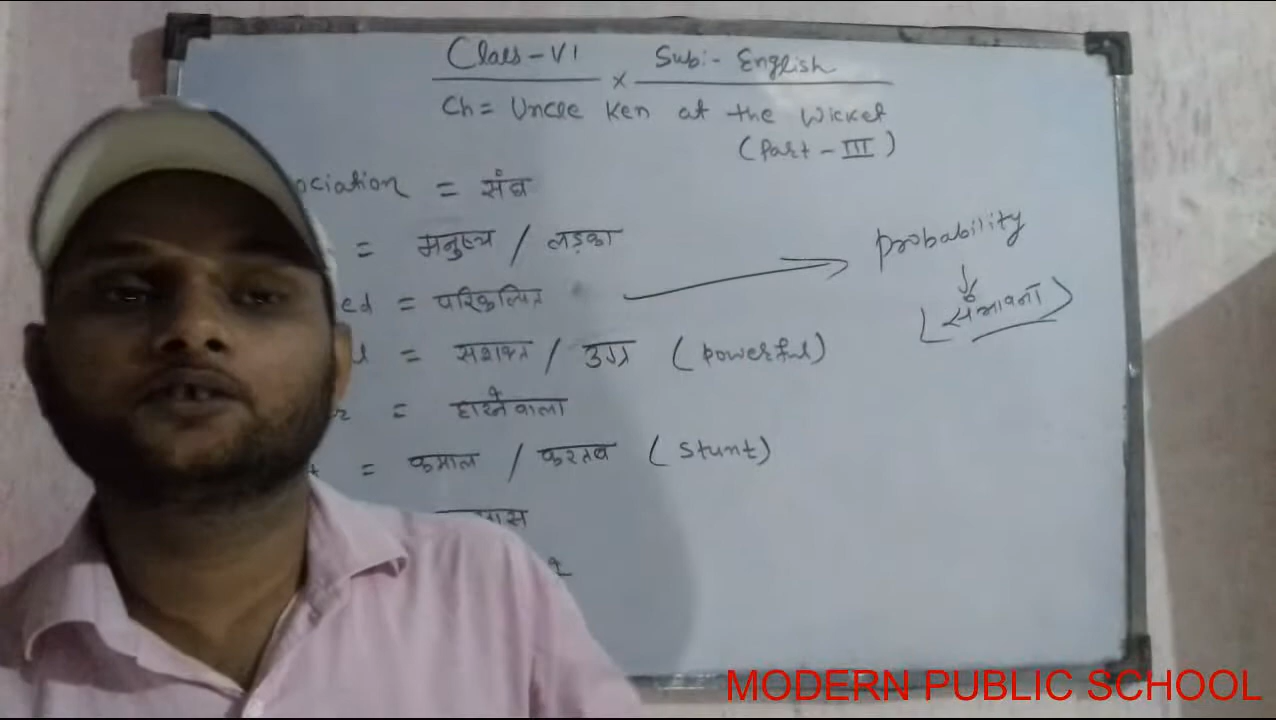 Class-VI x Sub:- English
Ch = Uncle Ken at the Wicket
(Part - III)
ociation = संघ
= मनुष्य / लड़का
ed = परिकल्पित → probability
(संभावना)
= सशक्त / उग्र (powerful)
= हारने वाला
= कमाल / करतब (stunt)
MODERN PUBLIC SCHOOL